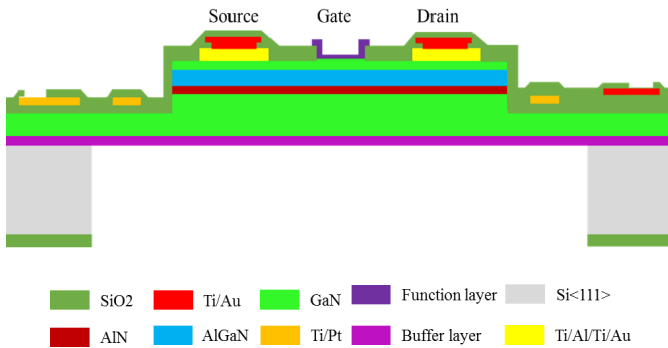 Source Gate Drain
SiO2 Ti/Au GaN Function layer Si<111>
AlN AlGaN Ti/Pt Buffer layer Ti/Al/Ti/Au